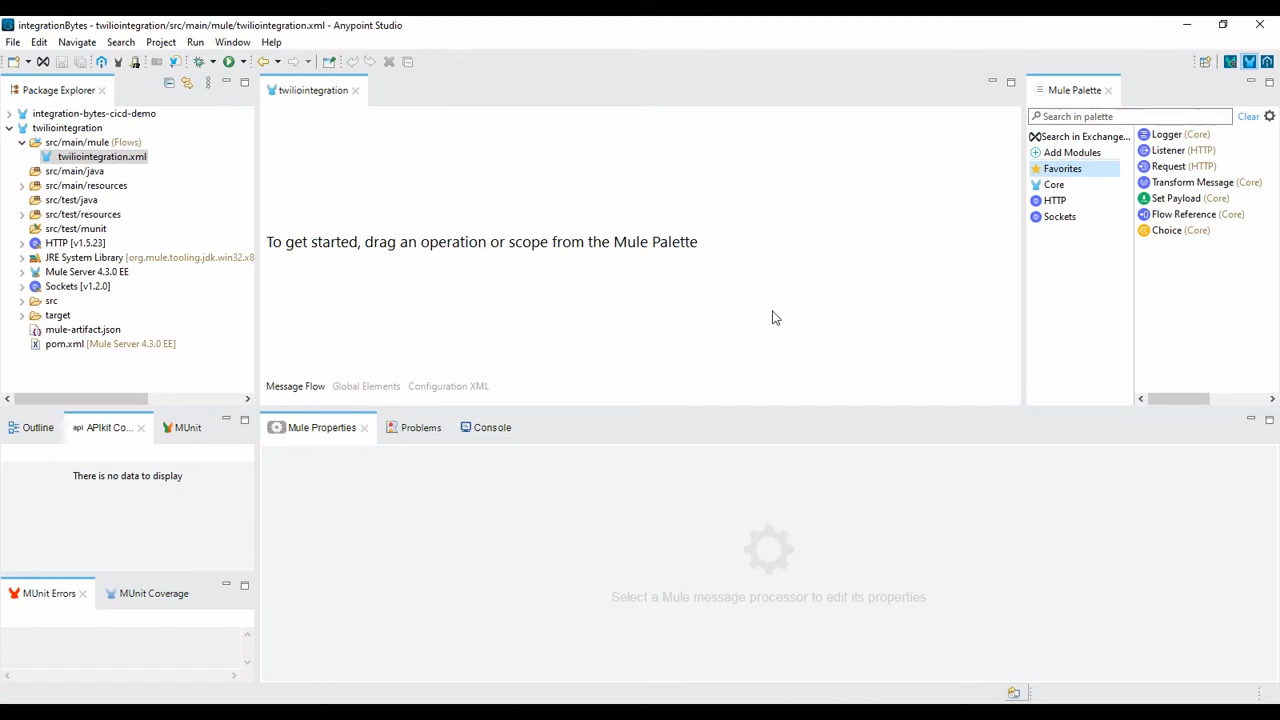 integrationBytes - twiliointegration/src/main/mule/twiliointegration.xml - Anypoint Studio
File Edit Navigate Search Project Run Window Help
Package Explorer
integration-bytes-cicd-demo
twiliointegration
src/main/mule (Flows)
twiliointegration.xml
src/main/java
src/main/resources
src/test/java
src/test/resources
src/test/munit
HTTP [v1.5.23]
JRE System Library [org.mule.tooling.jdk.win32.x8
Mule Server 4.3.0 EE
Sockets [v1.2.0]
src
target
mule-artifact.json
pom.xml [Mule Server 4.3.0 EE]
twiliointegration
To get started, drag an operation or scope from the Mule Palette
Message Flow Global Elements Configuration XML
Mule Palette
Search in palette Clear
Search in Exchange...
Add Modules
Favorites
Core
HTTP
Sockets
Logger (Core)
Listener (HTTP)
Request (HTTP)
Transform Message (Core)
Set Payload (Core)
Flow Reference (Core)
Choice (Core)
Outline api APIkit Co... MUnit
There is no data to display
MUnit Errors MUnit Coverage
Mule Properties Problems Console
Select a Mule message processor to edit its properties